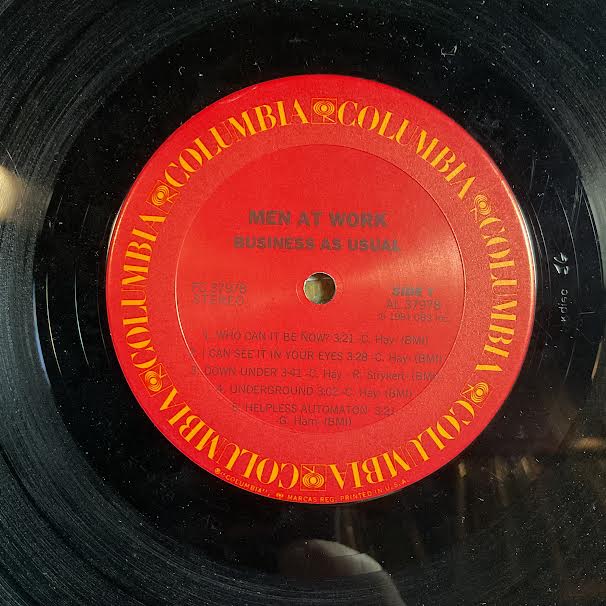 COLUMBIA COLUMBIA COLUMBIA COLUMBIA COLUMBIA COLUMBIA
MEN AT WORK
BUSINESS AS USUAL
FC 37978
STEREO
SIDE 1
AL 37978
℗ 1981 CBS Inc.
1. WHO CAN IT BE NOW? 3:21 -C. Hay- (BMI)
2. I CAN SEE IT IN YOUR EYES 3:28 -C. Hay- (BMI)
3. DOWN UNDER 3:41 -C. Hay - R. Strykert- (BMI)
4. UNDERGROUND 3:02 -C. Hay- (BMI)
5. HELPLESS AUTOMATON 3:21
-G. Ham- (BMI)
"COLUMBIA", MARCAS REG. PRINTED IN U.S.A.